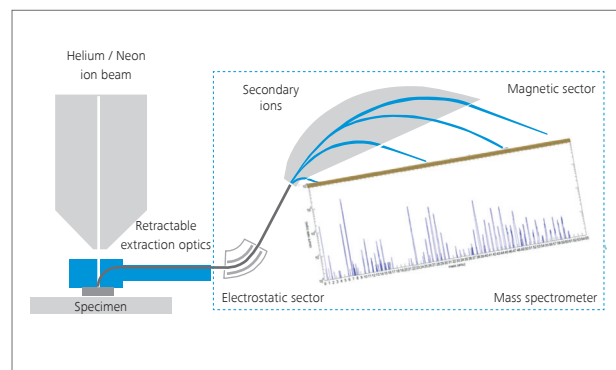 Helium / Neon
ion beam
Secondary
ions
Magnetic sector
Retractable
extraction optics
Electrostatic sector
Mass spectrometer
Specimen